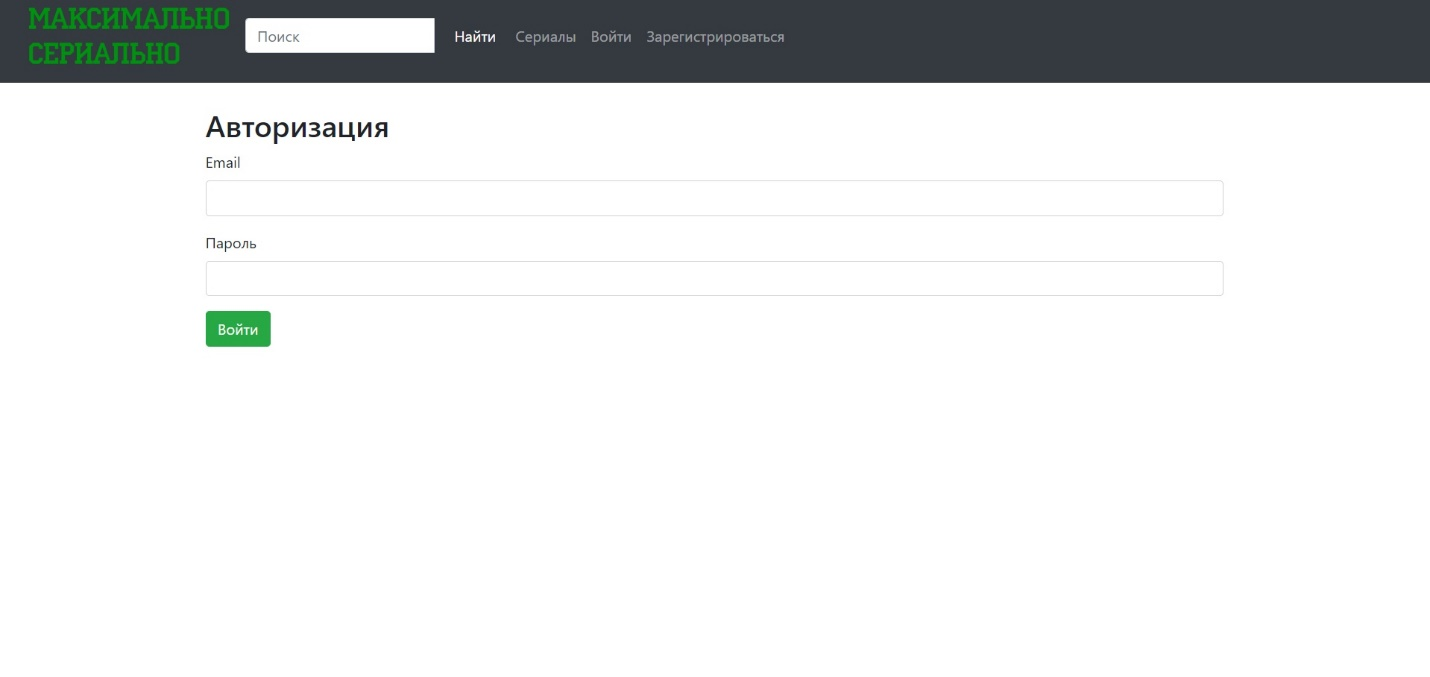 МАКСИМАЛЬНО
СЕРИАЛЬНО
Поиск Найти Сериалы Войти Зарегистрироваться
Авторизация
Email
Пароль
Войти